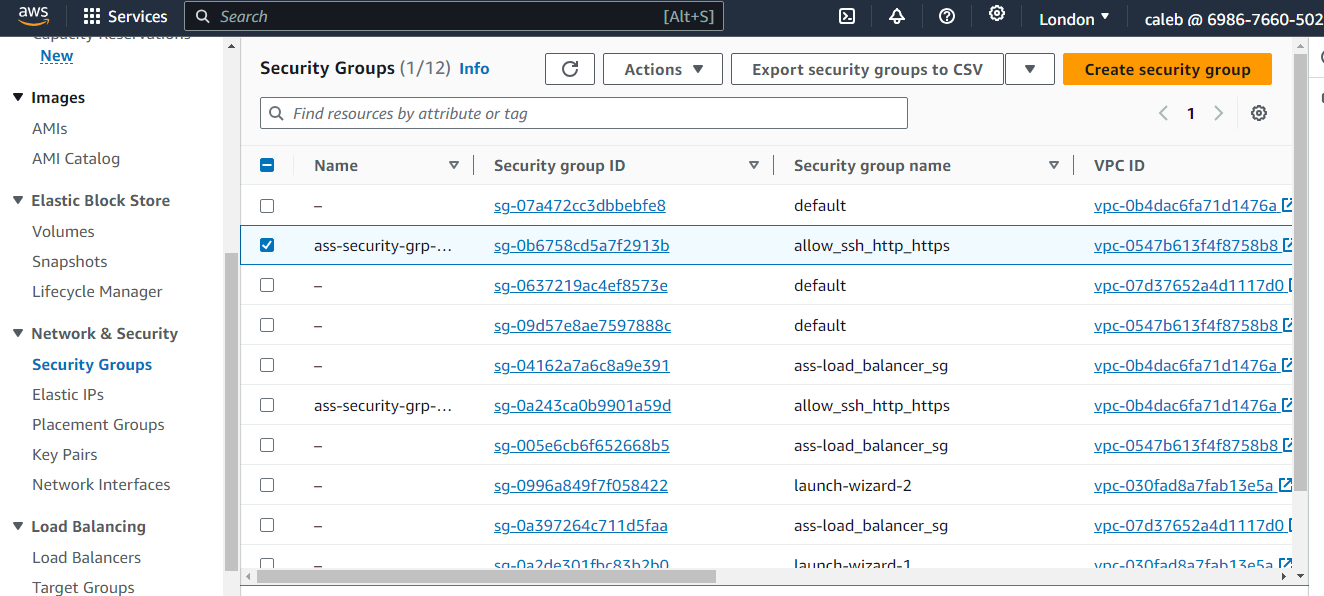 aws Services Search [Alt+S] London caleb @ 6986-7660-502
Capacity Reservations
New
Images
AMIs
AMI Catalog
Elastic Block Store
Volumes
Snapshots
Lifecycle Manager
Network & Security
Security Groups
Elastic IPs
Placement Groups
Key Pairs
Network Interfaces
Load Balancing
Load Balancers
Target Groups
Security Groups (1/12) Info Actions Export security groups to CSV Create security group
Find resources by attribute or tag 1
Name Security group ID Security group name VPC ID
– sg-07a472cc3dbbebfe8 default vpc-0b4dac6fa71d1476a
ass-security-grp-... sg-0b6758cd5a7f2913b allow_ssh_http_https vpc-0547b613f4f8758b8
– sg-0637219ac4ef8573e default vpc-07d37652a4d1117d0
– sg-09d57e8ae7597888c default vpc-0547b613f4f8758b8
– sg-04162a7a6c8a9e391 ass-load_balancer_sg vpc-0b4dac6fa71d1476a
ass-security-grp-... sg-0a243ca0b9901a59d allow_ssh_http_https vpc-0b4dac6fa71d1476a
– sg-005e6cb6f652668b5 ass-load_balancer_sg vpc-0547b613f4f8758b8
– sg-0996a849f7f058422 launch-wizard-2 vpc-030fad8a7fab13e5a
– sg-0a397264c711d5faa ass-load_balancer_sg vpc-07d37652a4d1117d0
– sg-0a2de301fbc83b2b0 launch-wizard-1 vpc-030fad8a7fab13e5a